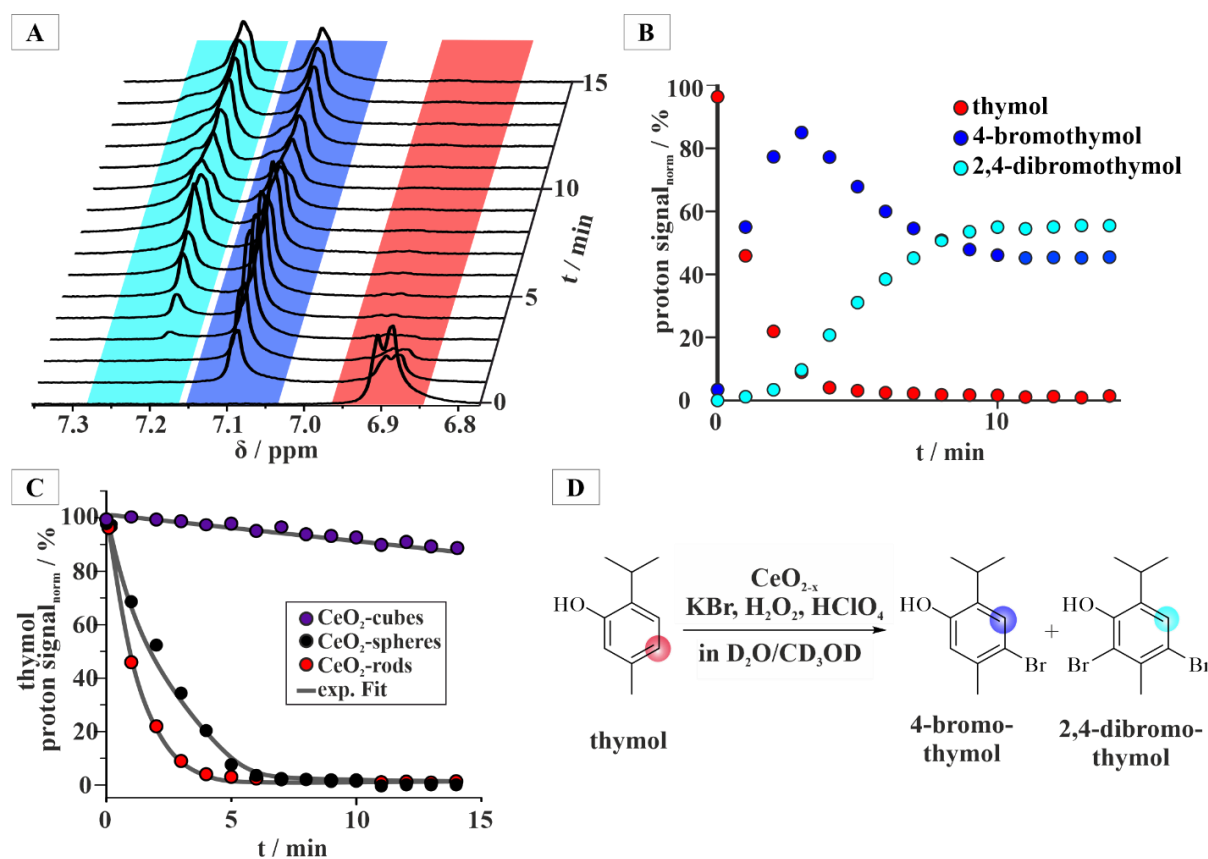 A
15
10
5
0
t / min
7.3 7.2 7.1 7.0 6.9 6.8
δ / ppm
B
100
80
60
40
20
0
proton signal_norm / %
thymol
4-bromothymol
2,4-dibromothymol
10
t / min
C
100
80
60
40
20
0
thymol
proton signal_norm / %
CeO₂-cubes
CeO₂-spheres
CeO₂-rods
exp. Fit
0 5 10 15
t / min
D
HO
thymol
CeO₂₋ₓ
KBr, H₂O₂, HClO₄
in D₂O/CD₃OD
HO
Br
4-bromo-
thymol
+
HO
Br Br
2,4-dibromo-
thymol